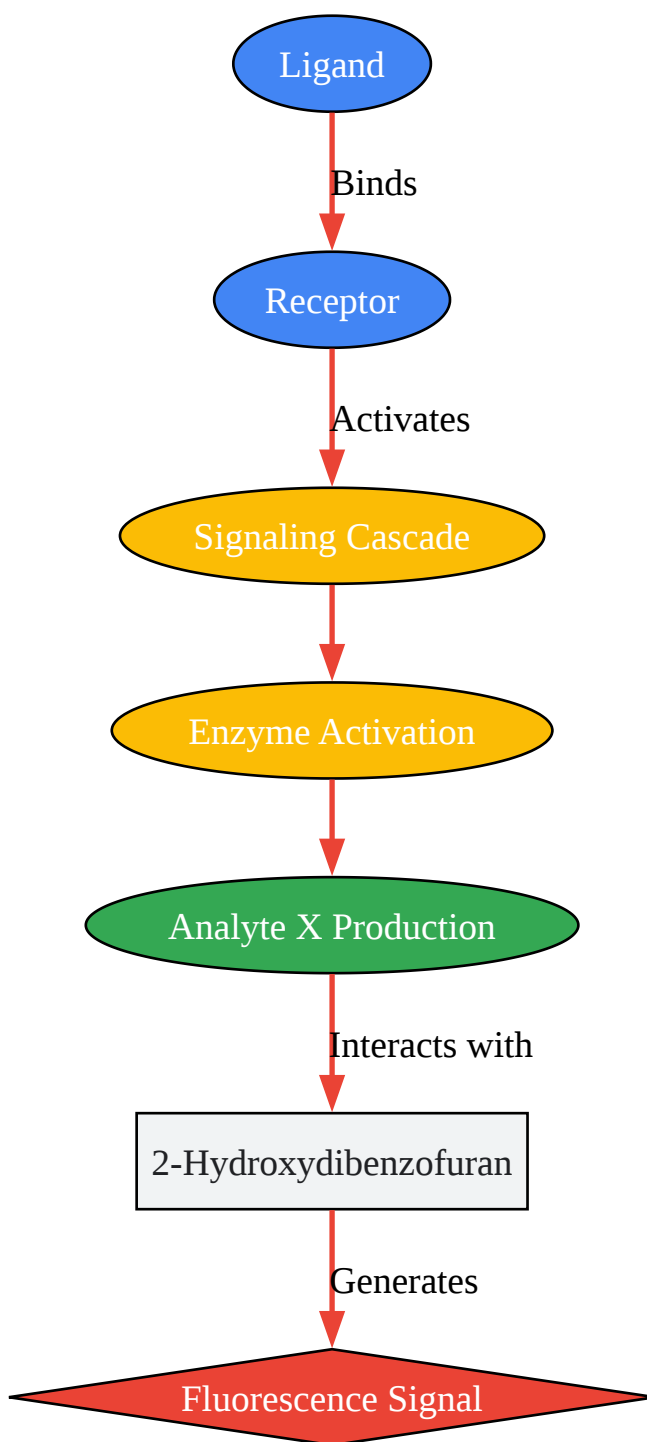 Ligand
Binds
Receptor
Activates
Signaling Cascade
Enzyme Activation
Analyte X Production
Interacts with
2-Hydroxydibenzofuran
Generates
Fluorescence Signal